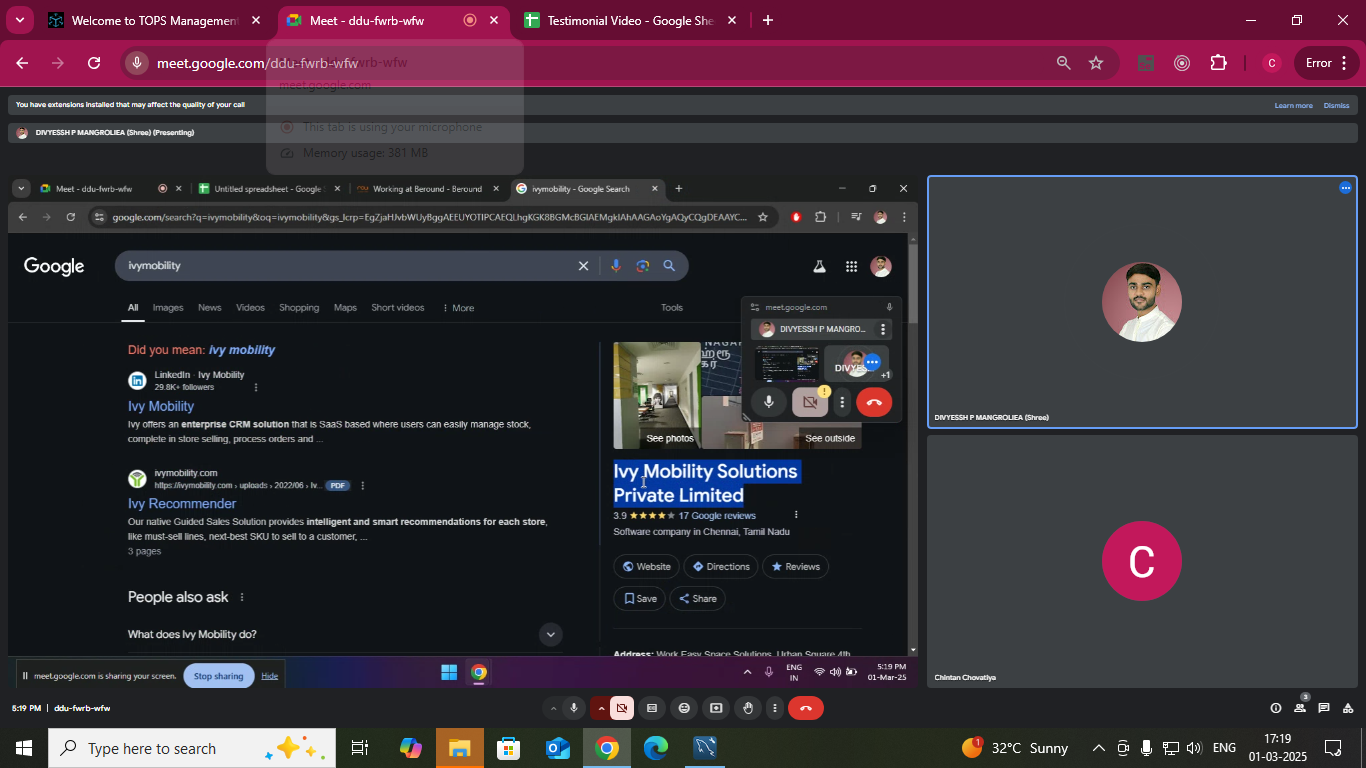 Welcome to TOPS Management
Meet - ddu-fwrb-wfw
Testimonial Video - Google She
meet.google.com/ddu-fwrb-wfw
C
Error
meet.google.com
This tab is using your microphone
Memory usage: 381 MB
You have extensions installed that may affect the quality of your call
Learn more
Dismiss
DIVYESSH P MANGROLIEA (Shree) (Presenting)
Meet - ddu-fwrb-wfw
Untitled spreadsheet - Google
Working at Beround - Beround
ivymobility - Google Search
google.com/search?q=ivymobility&oq=ivymobility&gs_lcrp=
Google
ivymobility
All
Images
News
Videos
Shopping
Maps
Short videos
More
Tools
Did you mean: ivy mobility
LinkedIn · Ivy Mobility
29.8K+ followers
Ivy Mobility
Ivy offers an enterprise CRM solution that is SaaS based where users can easily manage stock,
complete in store selling, process orders and ...
ivymobility.com
https://ivymobility.com › uploads › 2022/06 › Iv... PDF
Ivy Recommender
Our native Guided Sales Solution provides intelligent and smart recommendations for each store,
like must-sell lines, next-best SKU to sell to a customer, ...
3 pages
People also ask
What does Ivy Mobility do?
meet.google.com
DIVYESSH P MANGRO...
DIVYES
+1
See photos
See outside
Ivy Mobility Solutions
Private Limited
3.9
17 Google reviews
Software company in Chennai, Tamil Nadu
Website
Directions
Reviews
Save
Share
Address: Work Easy Space Solutions, Urban Square 4th
meet.google.com is sharing your screen.
Stop sharing
Hide
ENG
IN
5:19 PM
01-Mar-25
DIVYESSH P MANGROLIEA (Shree)
C
Chintan Chovatiya
5:19 PM | ddu-fwrb-wfw
3
Type here to search
1
32°C Sunny
ENG
17:19
01-03-2025